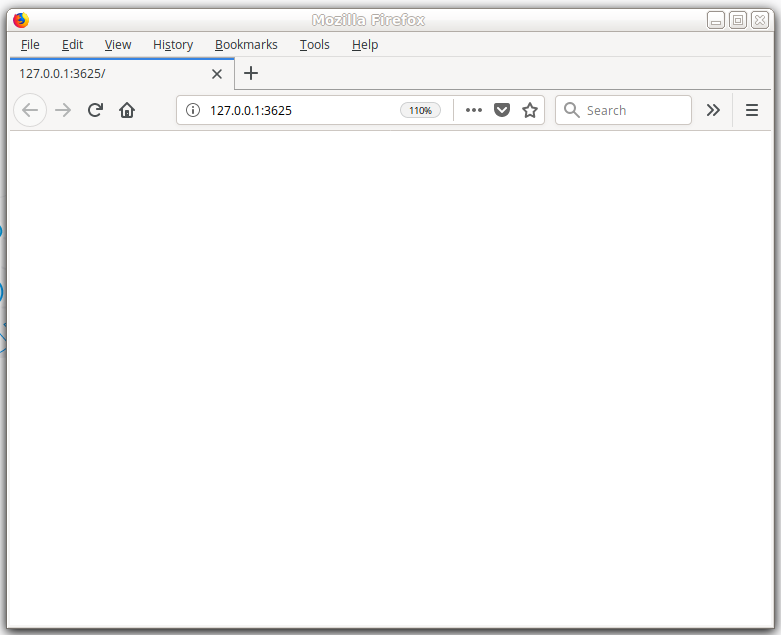 Mozilla Firefox
File Edit View History Bookmarks Tools Help
127.0.0.1:3625/
127.0.0.1:3625 110% Search